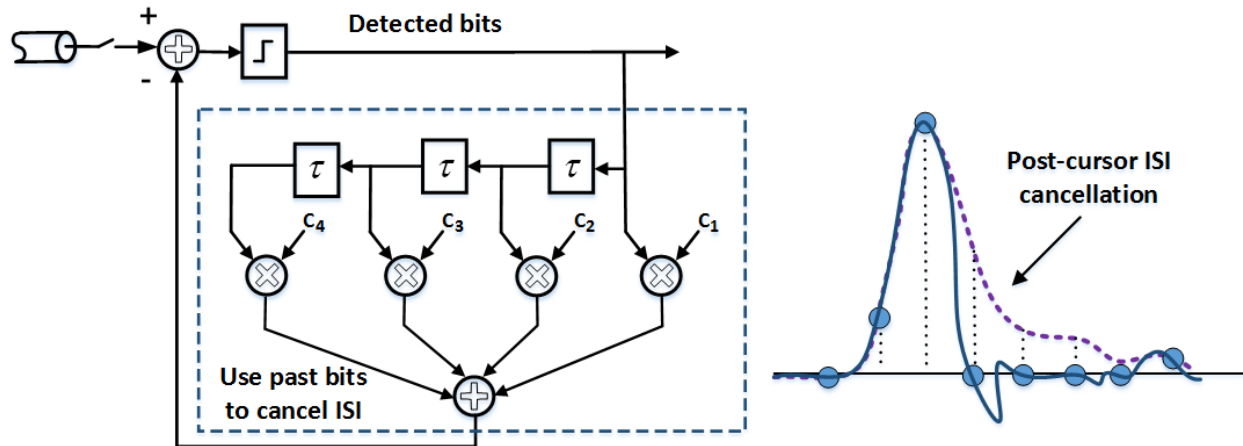 +
-
Detected bits
τ
τ
τ
C4
C3
C2
C1
Use past bits
to cancel ISI
Post-cursor ISI
cancellation